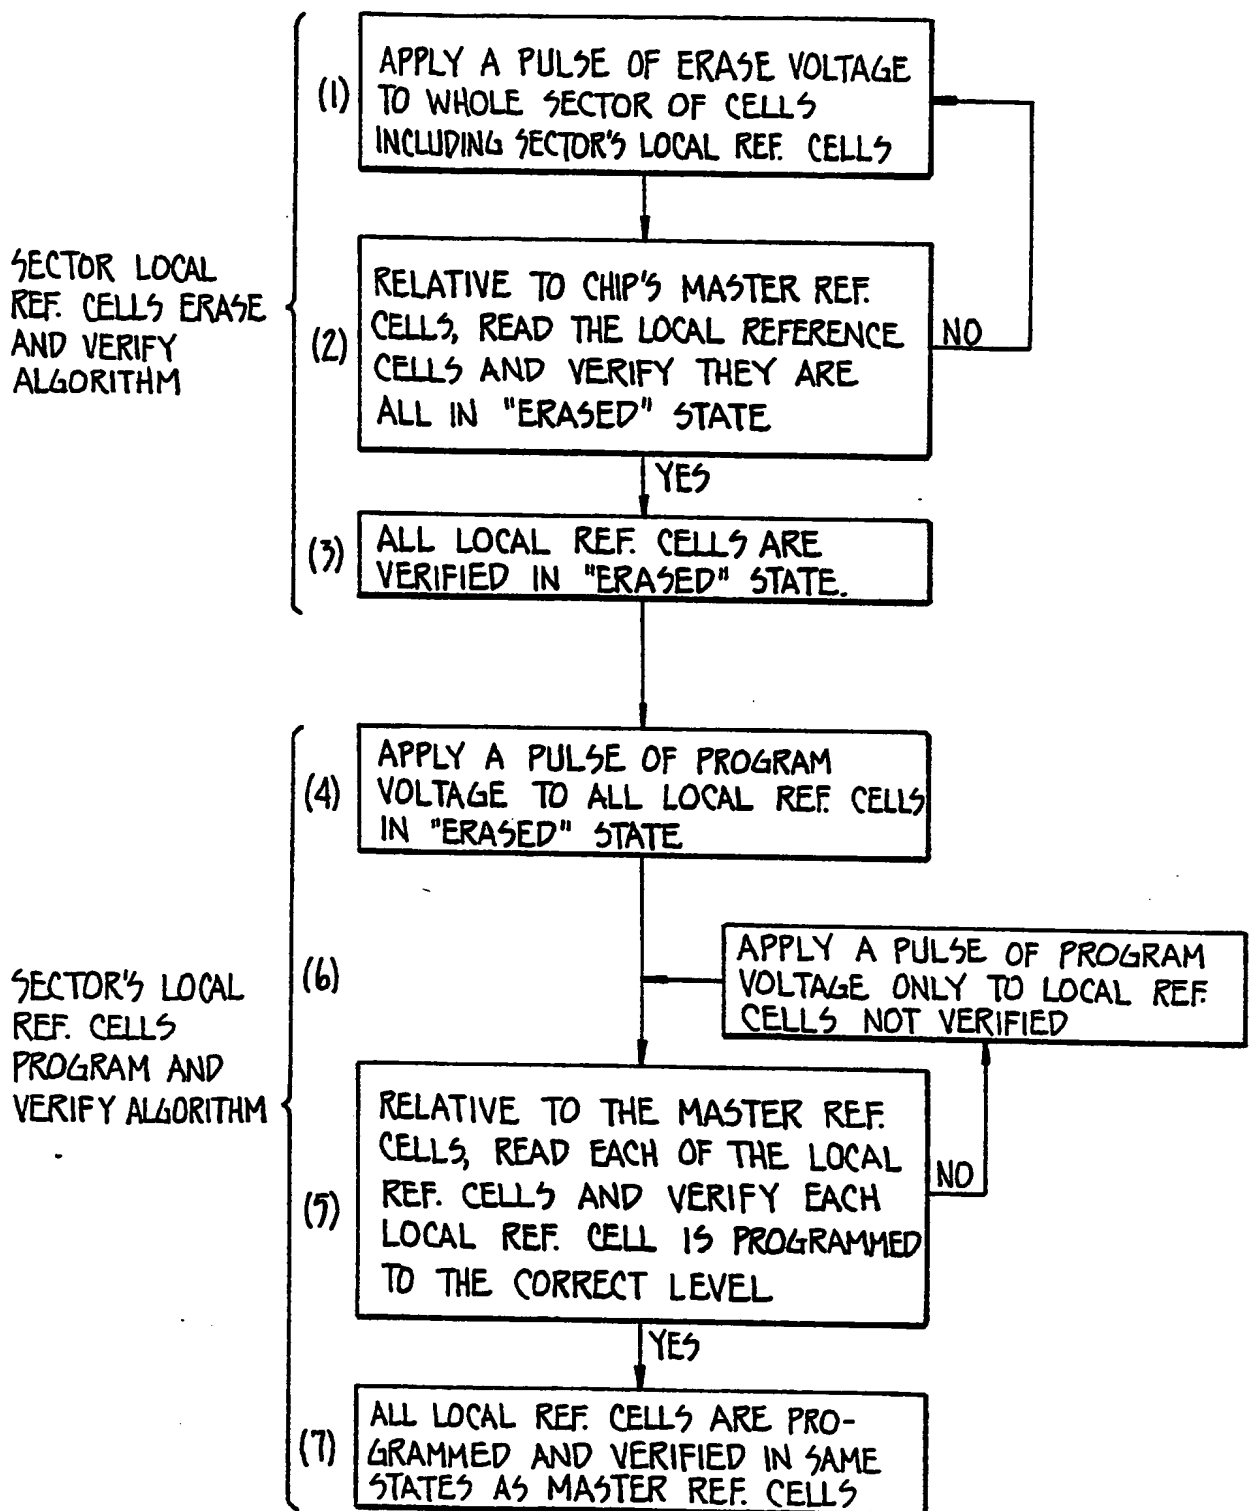 (1)
APPLY A PULSE OF ERASE VOLTAGE
TO WHOLE SECTOR OF CELLS
INCLUDING SECTOR'S LOCAL REF. CELLS
SECTOR LOCAL
REF. CELLS ERASE
AND VERIFY
ALGORITHM
(2)
RELATIVE TO CHIP'S MASTER REF.
CELLS, READ THE LOCAL REFERENCE
CELLS AND VERIFY THEY ARE
ALL IN "ERASED" STATE
NO
YES
(3)
ALL LOCAL REF. CELLS ARE
VERIFIED IN "ERASED" STATE.
(4)
APPLY A PULSE OF PROGRAM
VOLTAGE TO ALL LOCAL REF. CELLS
IN "ERASED" STATE
(6)
APPLY A PULSE OF PROGRAM
VOLTAGE ONLY TO LOCAL REF.
CELLS NOT VERIFIED
SECTOR'S LOCAL
REF. CELLS
PROGRAM AND
VERIFY ALGORITHM
(5)
RELATIVE TO THE MASTER REF.
CELLS, READ EACH OF THE LOCAL
REF. CELLS AND VERIFY EACH
LOCAL REF. CELL IS PROGRAMMED
TO THE CORRECT LEVEL
NO
YES
(7)
ALL LOCAL REF. CELLS ARE PRO-
GRAMMED AND VERIFIED IN SAME
STATES AS MASTER REF. CELLS